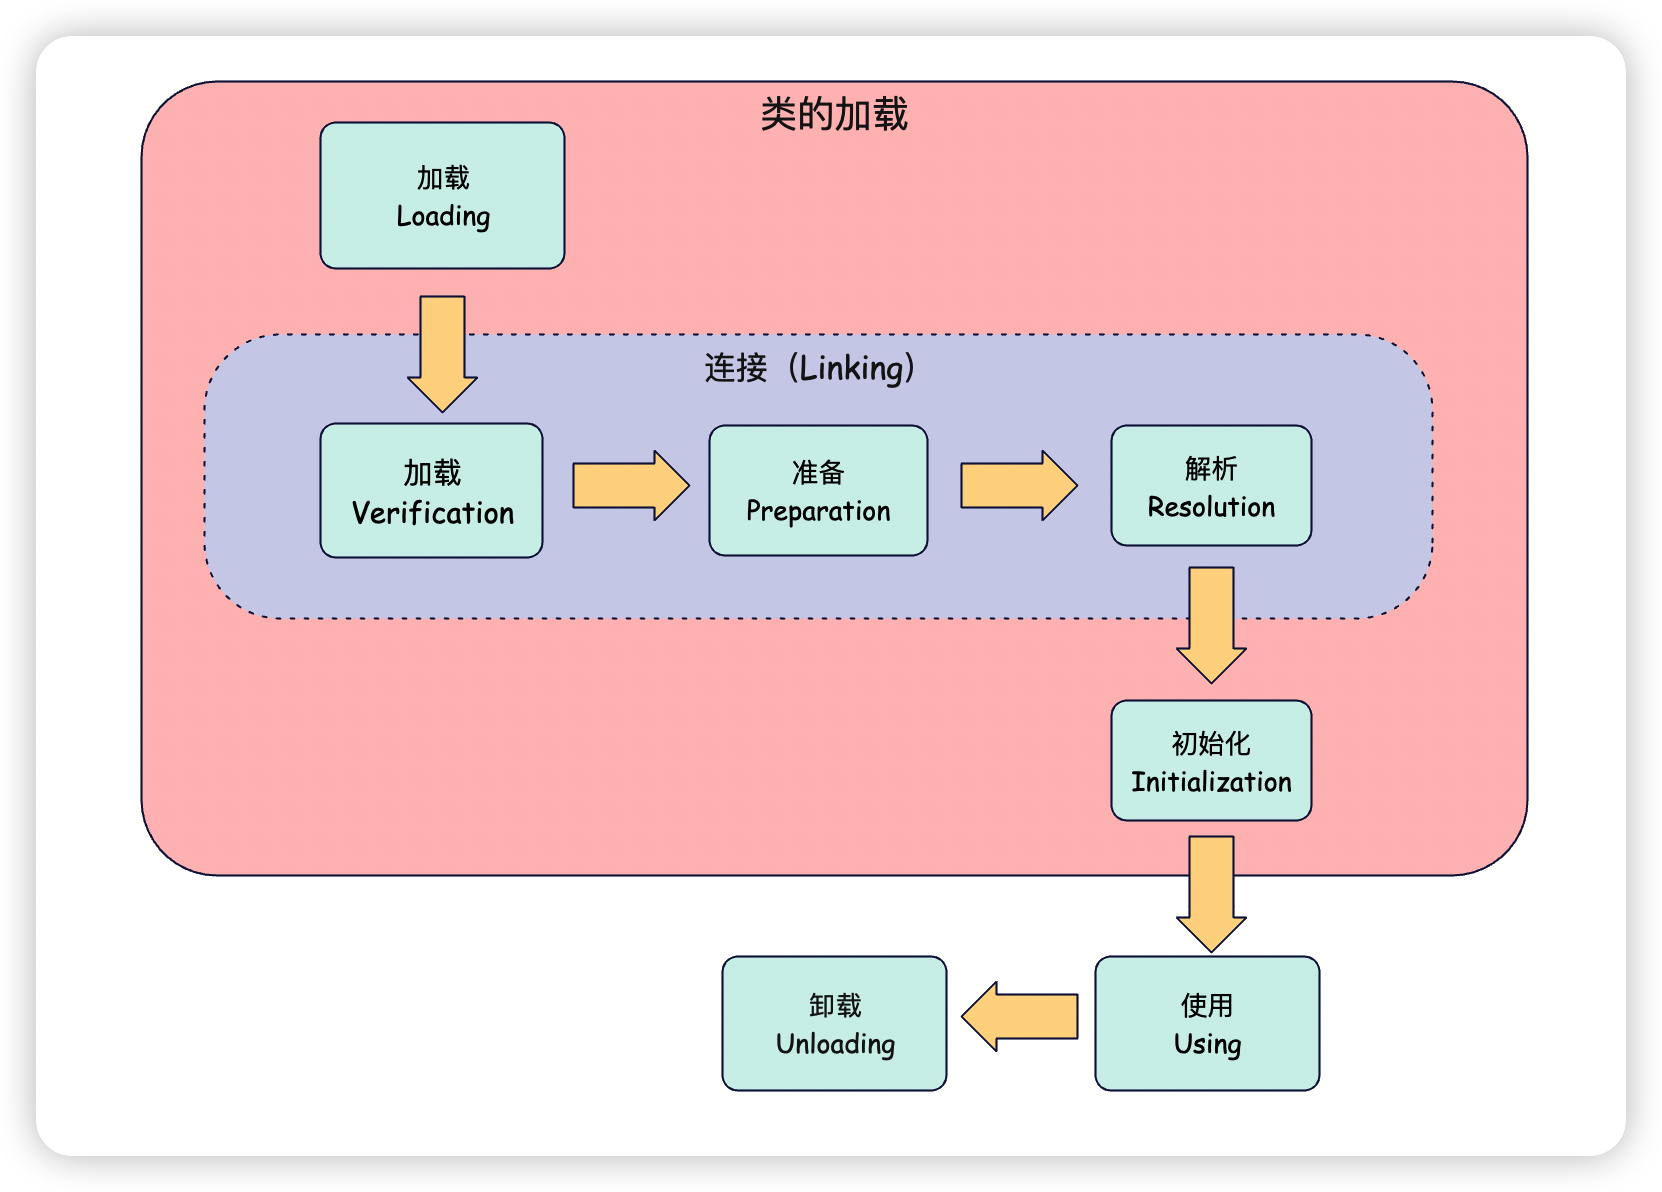 类的加载
加载
Loading
连接（Linking）
加载
Verification
准备
Preparation
解析
Resolution
初始化
Initialization
使用
Using
卸载
Unloading